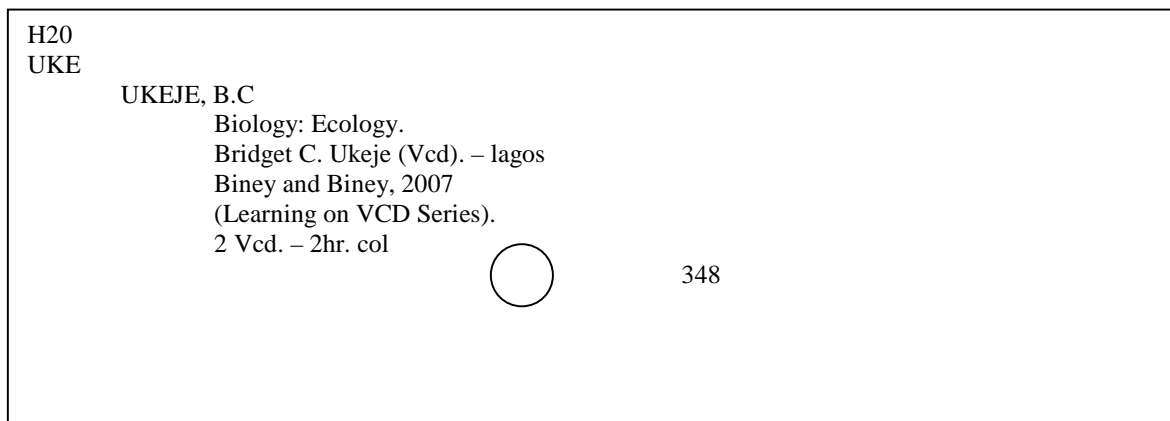 H20
UKE
UKEJE, B.C
Biology: Ecology.
Bridget C. Ukeje (Vcd). – lagos
Biney and Biney, 2007
(Learning on VCD Series).
2 Vcd. – 2hr. col
348